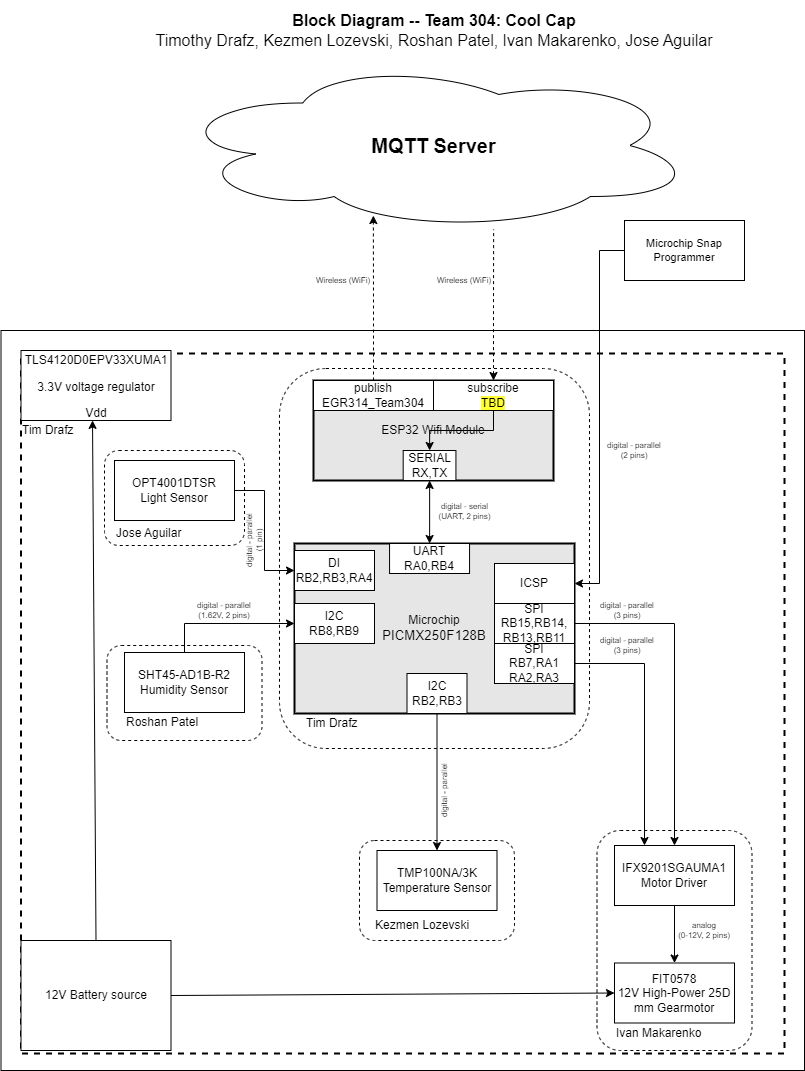 Block Diagram -- Team 304: Cool Cap
Timothy Drafz, Kezmen Lozevski, Roshan Patel, Ivan Makarenko, Jose Aguilar
MQTT Server
Microchip Snap
Programmer
Wireless (WiFi)
Wireless (WiFi)
TLS4120D0EPV33XUMA1
3.3V voltage regulator
Vdd
Tim Drafz
publish
EGR314_Team304
subscribe
TBD
ESP32 Wifi Module
SERIAL
RX,TX
digital - parallel
(2 pins)
OPT4001DTSR
Light Sensor
Jose Aguilar
digital - parallel
(1 pin)
digital - serial
(UART, 2 pins)
UART
RA0,RB4
DI
RB2,RB3,RA4
ICSP
I2C
RB8,RB9
Microchip
PICMX250F128B
SPI
RB15,RB14,
RB13,RB11
SPI
RB7,RA1
RA2,RA3
I2C
RB2,RB3
Tim Drafz
digital - parallel
(1.62V, 2 pins)
digital - parallel
(3 pins)
digital - parallel
(3 pins)
SHT45-AD1B-R2
Humidity Sensor
Roshan Patel
digital - parallel
TMP100NA/3K
Temperature Sensor
Kezmen Lozevski
IFX9201SGAUMA1
Motor Driver
analog
(0-12V, 2 pins)
FIT0578
12V High-Power 25D
mm Gearmotor
Ivan Makarenko
12V Battery source